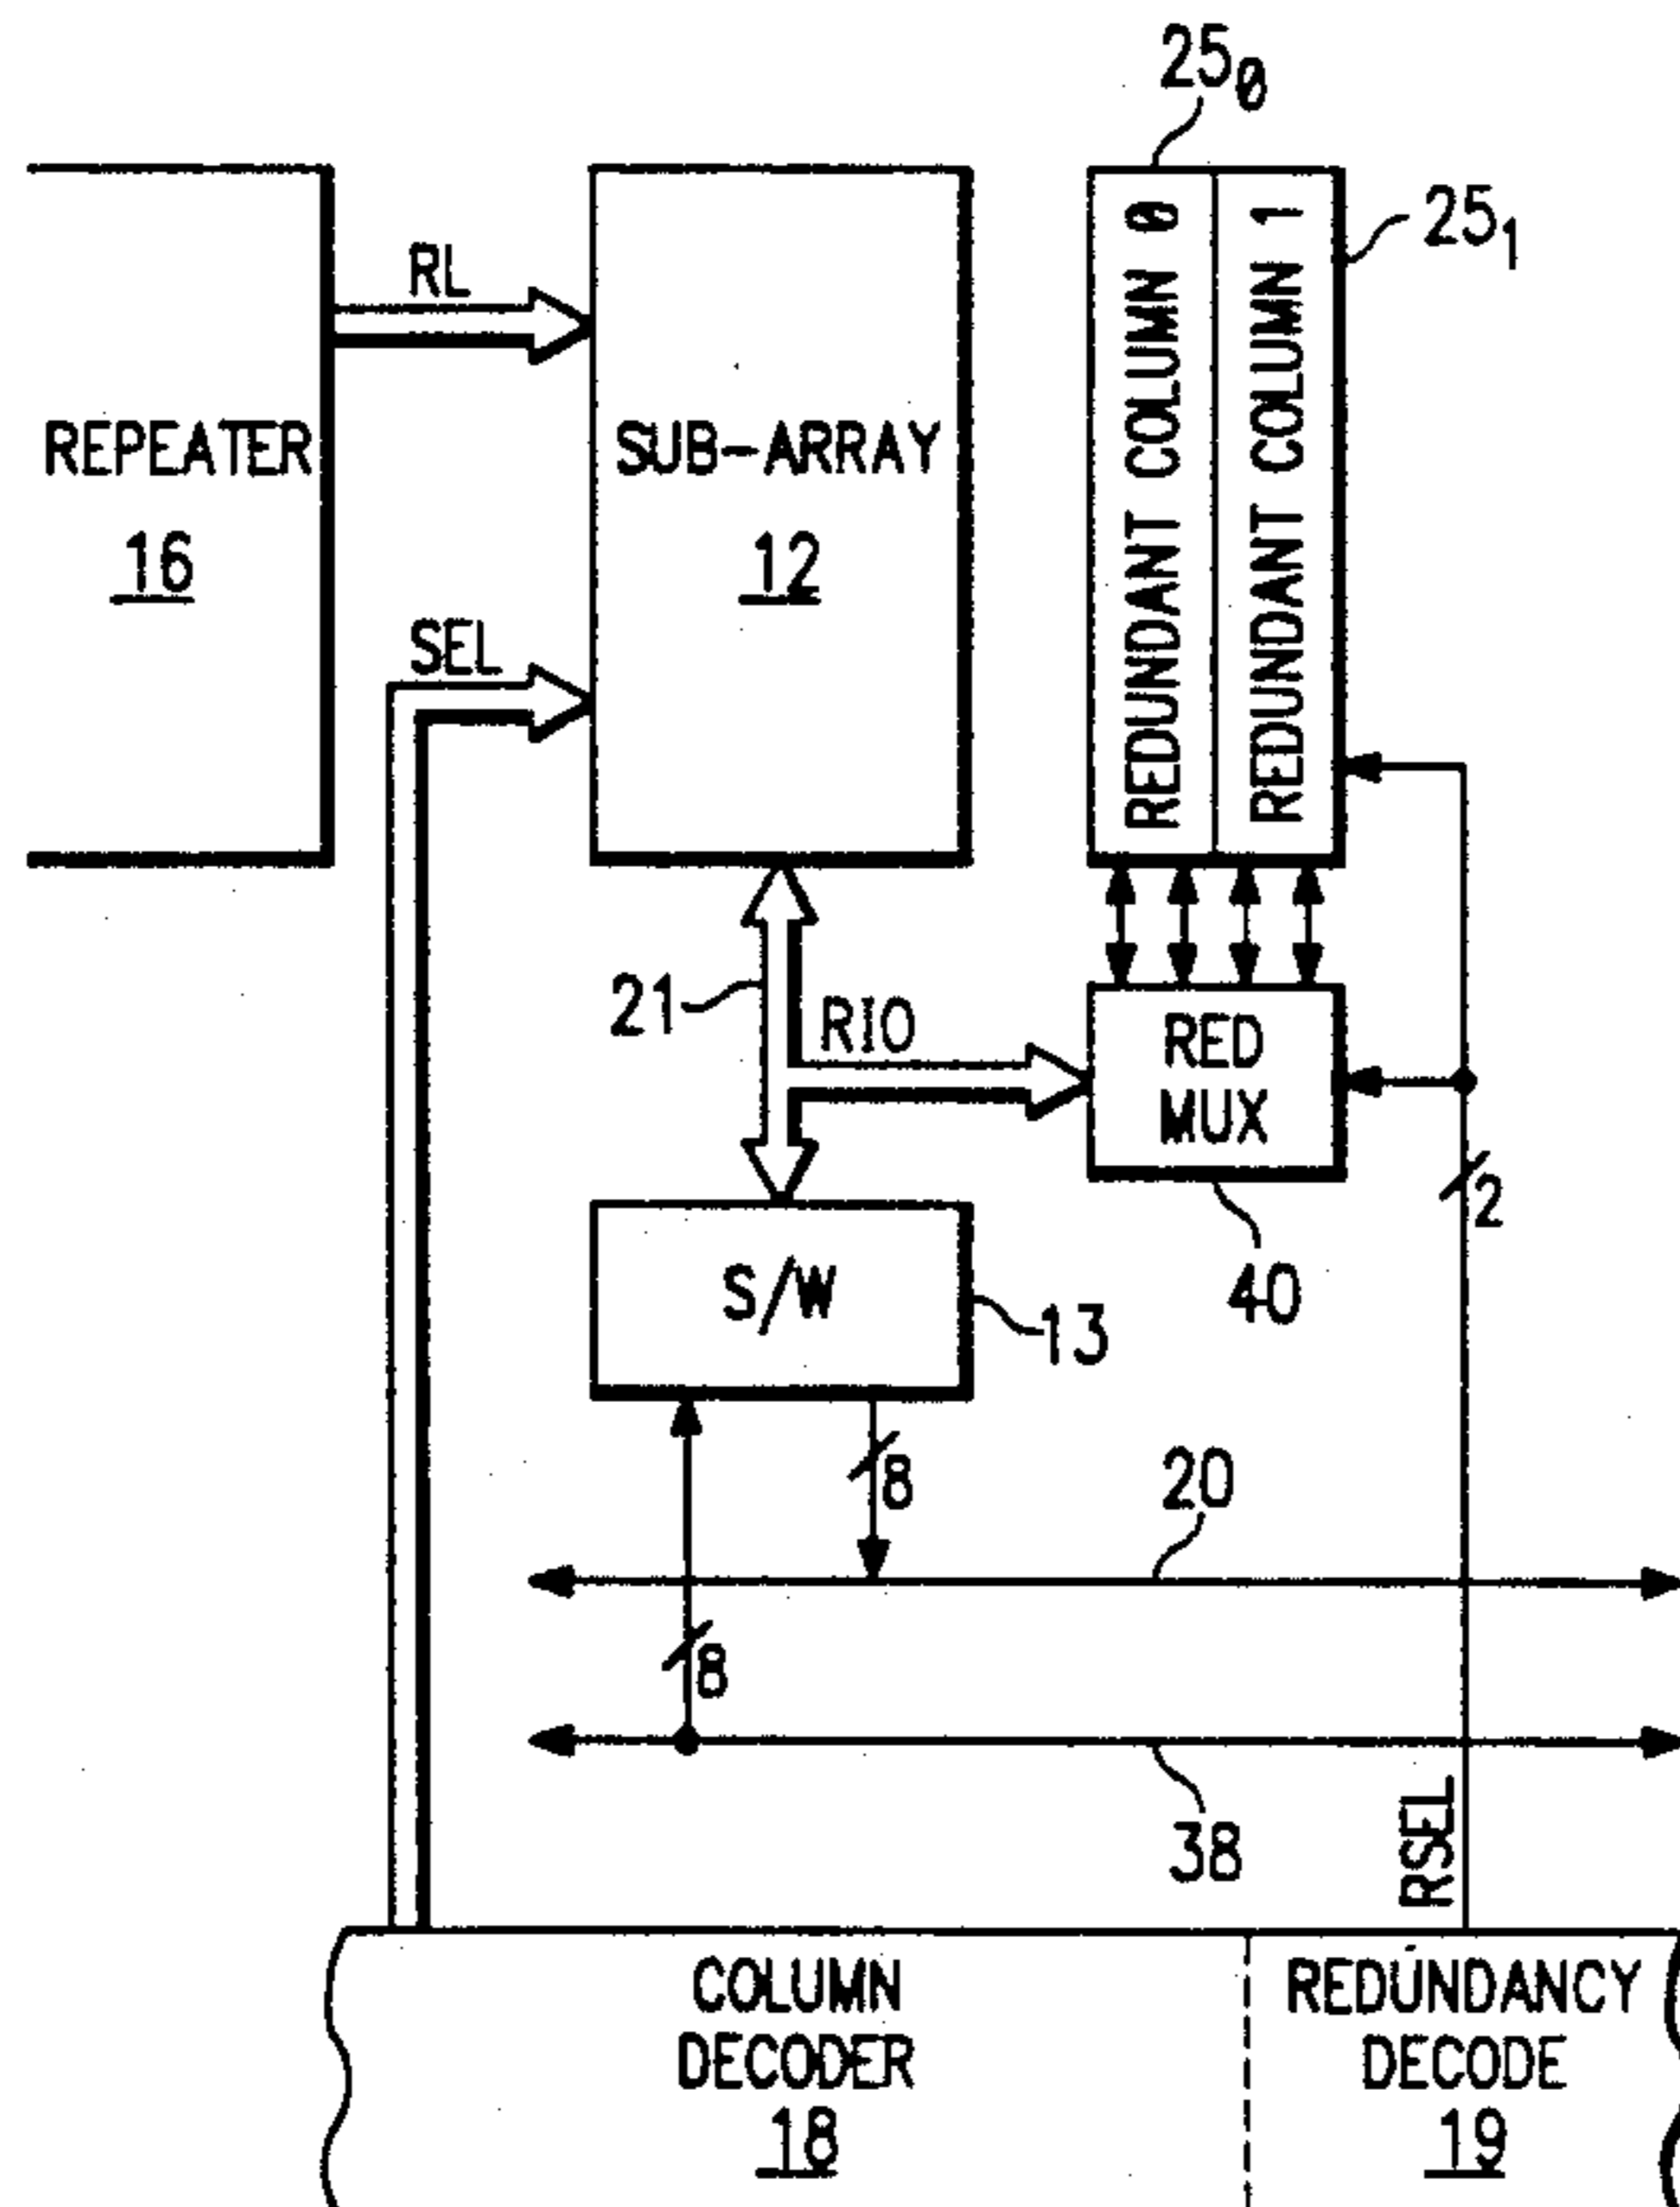 25₀
25₁
RL
REPEATER
16
SUB-ARRAY
12
REDUNDANT COLUMN 0
REDUNDANT COLUMN 1
SEL
21
RIO
RED
MUX
2
40
S/W
13
8
20
8
38
RSEL
COLUMN
DECODER
18
REDUNDANCY
DECODE
19